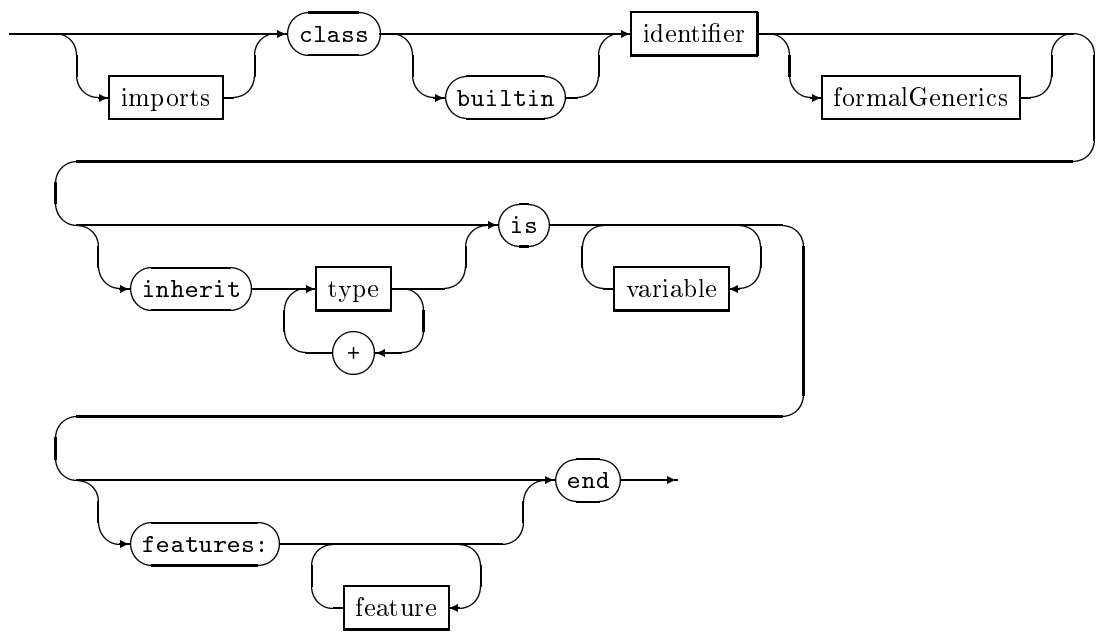 class identifier
imports builtin formalGenerics
is
inherit type variable
+
end
features:
feature